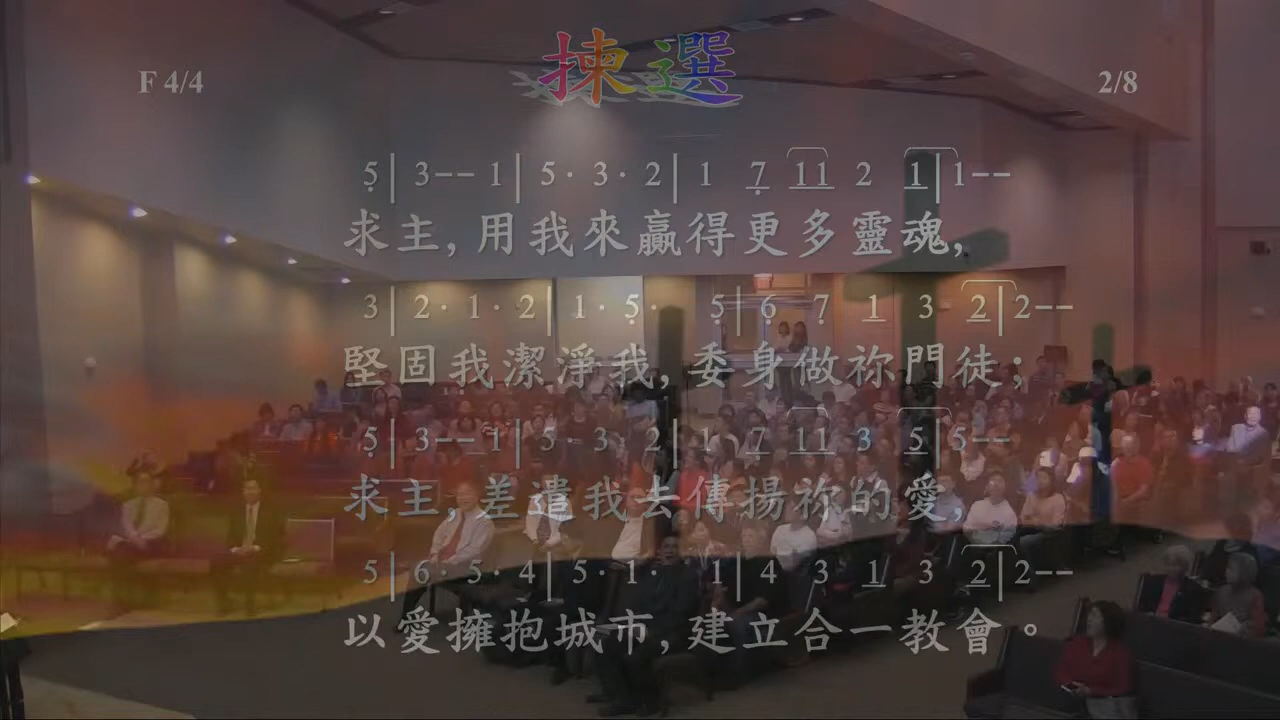 揀選
F 4/4
2/8
5| 3-- 1| 5· 3· 2| 1 7 11 2 1|1--
求主,用我來贏得更多靈魂,
3| 2· 1· 2| 1· 5· 5| 6 7 1 3 2|2--
堅固我潔淨我,委身做祢門徒;
5| 3-- 1| 5 3 2| 1 7 11 3 5|5--
求主,差遣我去傳揚祢的愛,
5| 6· 5· 4| 5· 1· 1| 4 3 1 3 2|2--
以愛擁抱城市,建立合一教會。